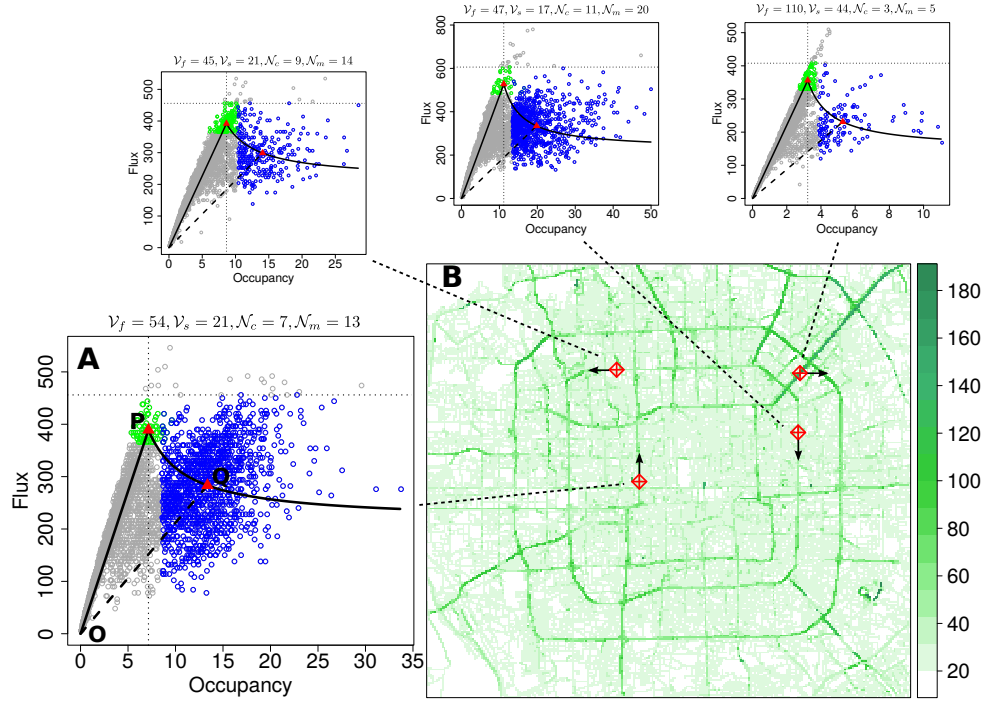 𝒱_f = 47, 𝒱_s = 17, 𝒩_c = 11, 𝒩_m = 20
800
600
400
200
0
Flux
0 10 20 30 40 50
Occupancy
𝒱_f = 110, 𝒱_s = 44, 𝒩_c = 3, 𝒩_m = 5
500
400
300
200
100
0
Flux
0 2 4 6 8 10
Occupancy
𝒱_f = 45, 𝒱_s = 21, 𝒩_c = 9, 𝒩_m = 14
500
400
300
200
100
0
Flux
0 5 10 15 20 25
Occupancy
𝒱_f = 54, 𝒱_s = 21, 𝒩_c = 7, 𝒩_m = 13
A
500
400
300
200
100
0
Flux
P
Q
O
0 5 10 15 20 25 30 35
Occupancy
B
180
160
140
120
100
80
60
40
20